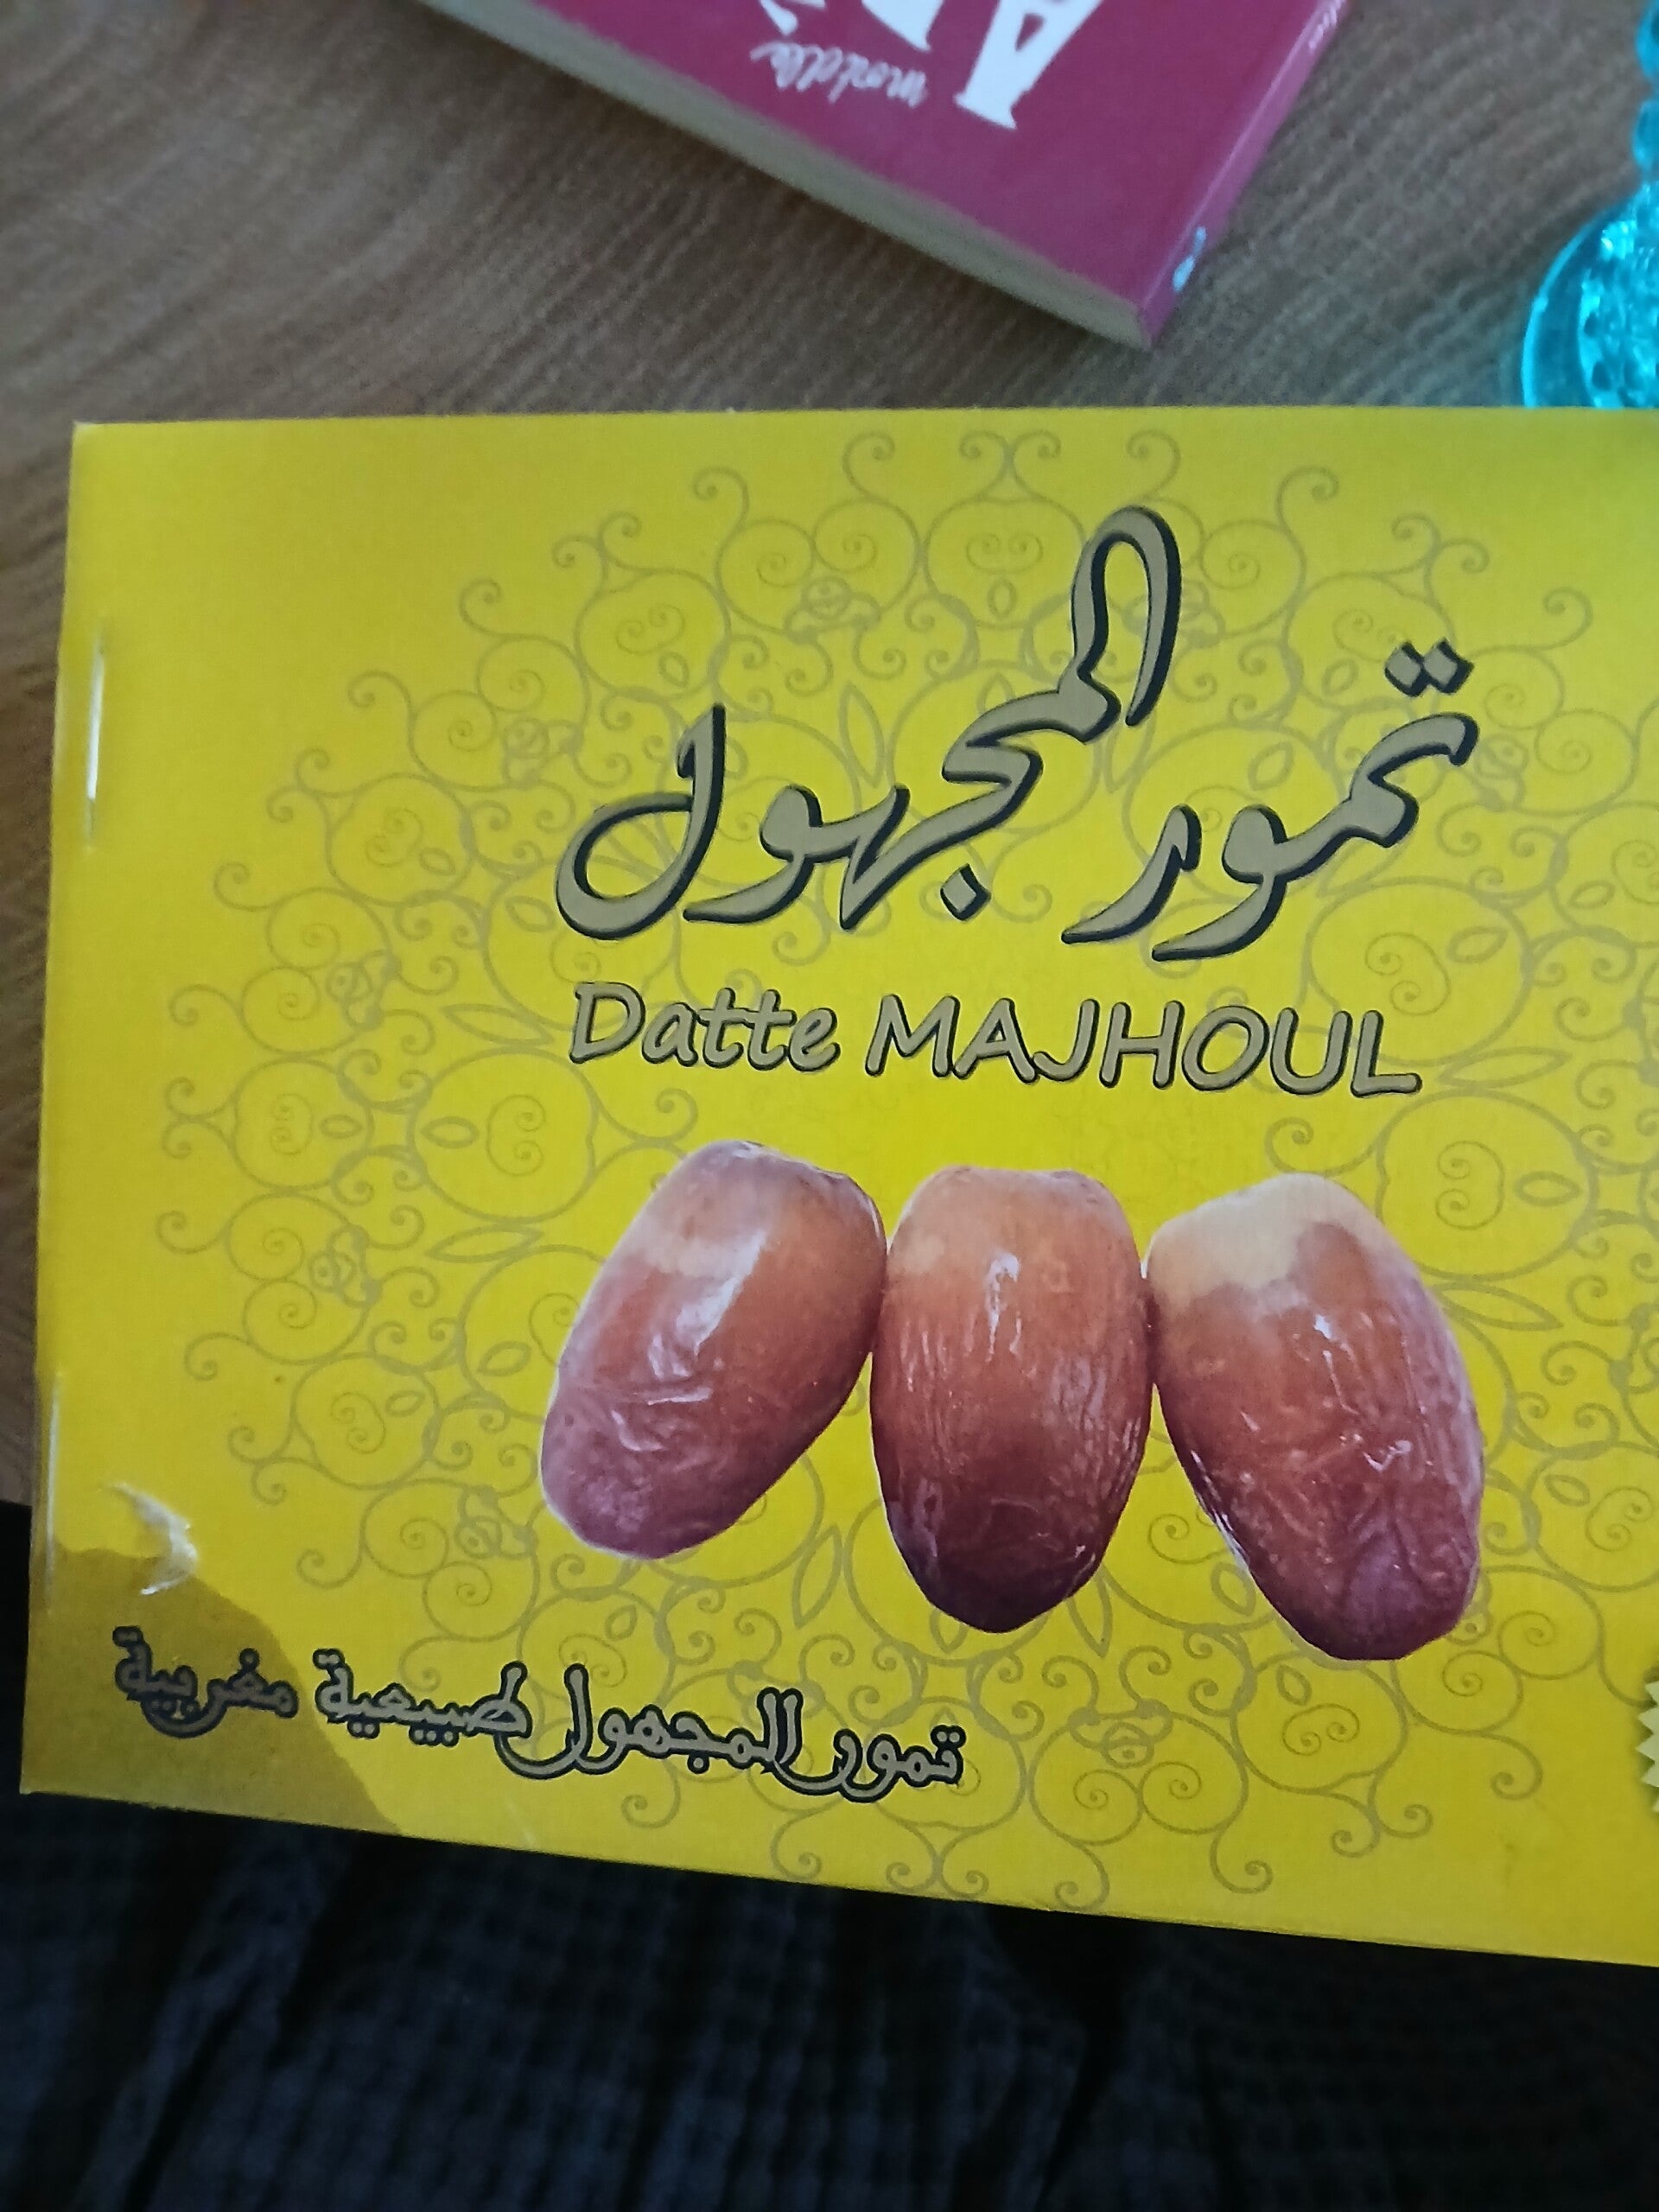 تمور المجهول
Datte MAJHOUL
تمور المجهول طبيعية مغربية